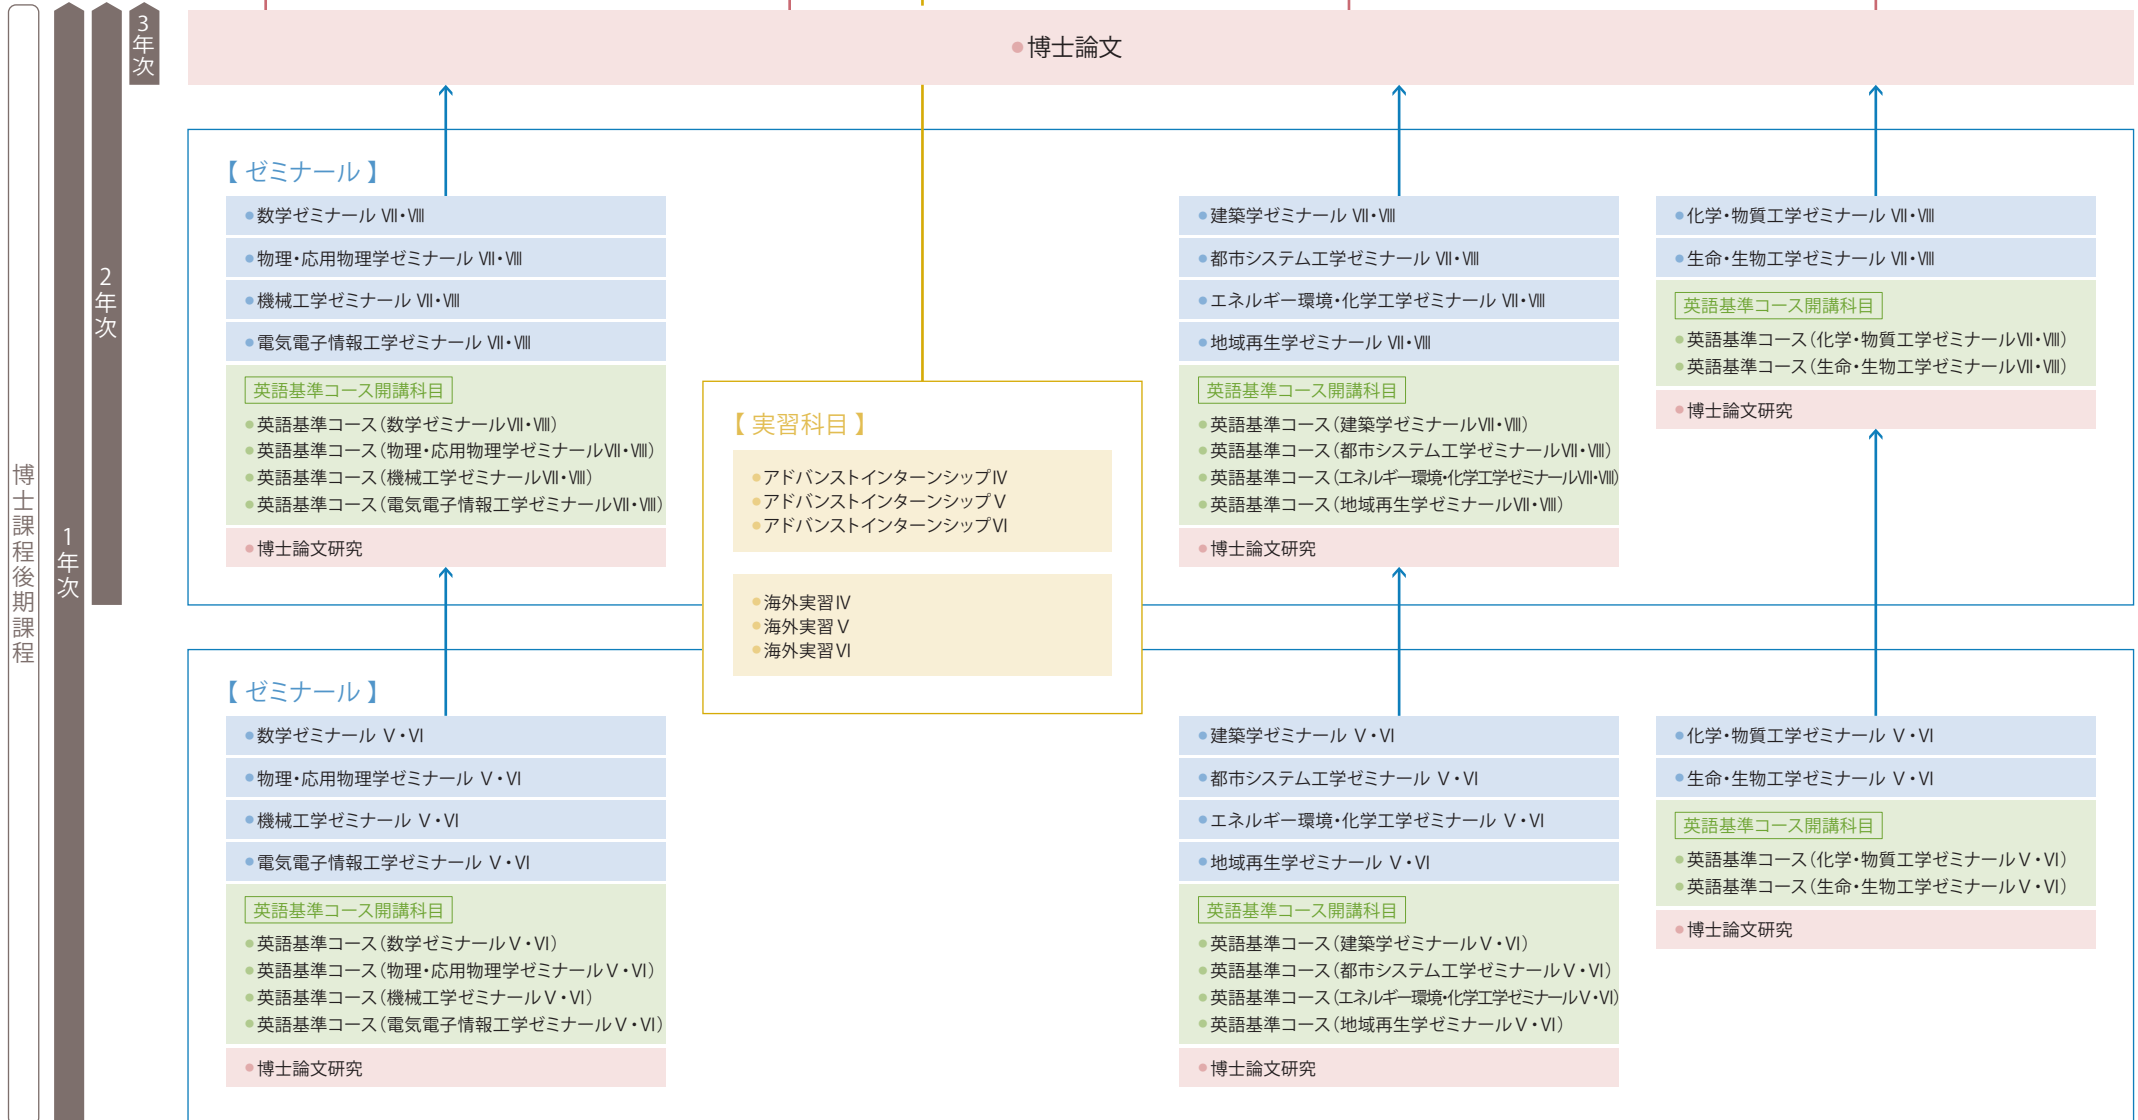 博士課程後期課程
1年次
2年次
3年次
●博士論文
【ゼミナール】
●数学ゼミナール Ⅶ・Ⅷ
●物理・応用物理学ゼミナール Ⅶ・Ⅷ
●機械工学ゼミナール Ⅶ・Ⅷ
●電気電子情報工学ゼミナール Ⅶ・Ⅷ
英語基準コース開講科目
●英語基準コース(数学ゼミナールⅦ・Ⅷ)
●英語基準コース(物理・応用物理学ゼミナールⅦ・Ⅷ)
●英語基準コース(機械工学ゼミナールⅦ・Ⅷ)
●英語基準コース(電気電子情報工学ゼミナールⅦ・Ⅷ)
●博士論文研究
【実習科目】
●アドバンストインターンシップⅣ
●アドバンストインターンシップⅤ
●アドバンストインターンシップⅥ
●海外実習Ⅳ
●海外実習Ⅴ
●海外実習Ⅵ
●建築学ゼミナール Ⅶ・Ⅷ
●都市システム工学ゼミナール Ⅶ・Ⅷ
●エネルギー環境・化学工学ゼミナール Ⅶ・Ⅷ
●地域再生学ゼミナール Ⅶ・Ⅷ
英語基準コース開講科目
●英語基準コース(建築学ゼミナールⅦ・Ⅷ)
●英語基準コース(都市システム工学ゼミナールⅦ・Ⅷ)
●英語基準コース(エネルギー環境・化学工学ゼミナールⅦ・Ⅷ)
●英語基準コース(地域再生学ゼミナールⅦ・Ⅷ)
●博士論文研究
●化学・物質工学ゼミナール Ⅶ・Ⅷ
●生命・生物工学ゼミナール Ⅶ・Ⅷ
英語基準コース開講科目
●英語基準コース(化学・物質工学ゼミナールⅦ・Ⅷ)
●英語基準コース(生命・生物工学ゼミナールⅦ・Ⅷ)
●博士論文研究
【ゼミナール】
●数学ゼミナール Ⅴ・Ⅵ
●物理・応用物理学ゼミナール Ⅴ・Ⅵ
●機械工学ゼミナール Ⅴ・Ⅵ
●電気電子情報工学ゼミナール Ⅴ・Ⅵ
英語基準コース開講科目
●英語基準コース(数学ゼミナールⅤ・Ⅵ)
●英語基準コース(物理・応用物理学ゼミナールⅤ・Ⅵ)
●英語基準コース(機械工学ゼミナールⅤ・Ⅵ)
●英語基準コース(電気電子情報工学ゼミナールⅤ・Ⅵ)
●博士論文研究
●建築学ゼミナール Ⅴ・Ⅵ
●都市システム工学ゼミナール Ⅴ・Ⅵ
●エネルギー環境・化学工学ゼミナール Ⅴ・Ⅵ
●地域再生学ゼミナール Ⅴ・Ⅵ
英語基準コース開講科目
●英語基準コース(建築学ゼミナールⅤ・Ⅵ)
●英語基準コース(都市システム工学ゼミナールⅤ・Ⅵ)
●英語基準コース(エネルギー環境・化学工学ゼミナールⅤ・Ⅵ)
●英語基準コース(地域再生学ゼミナールⅤ・Ⅵ)
●博士論文研究
●化学・物質工学ゼミナール Ⅴ・Ⅵ
●生命・生物工学ゼミナール Ⅴ・Ⅵ
英語基準コース開講科目
●英語基準コース(化学・物質工学ゼミナールⅤ・Ⅵ)
●英語基準コース(生命・生物工学ゼミナールⅤ・Ⅵ)
●博士論文研究